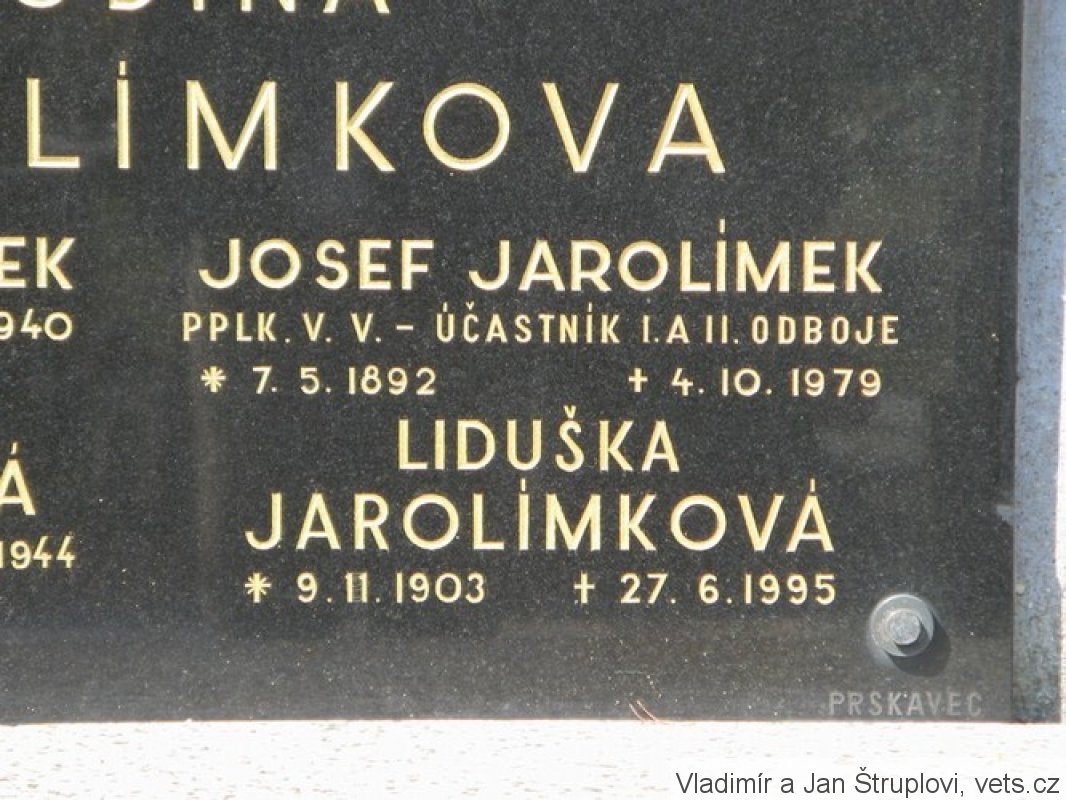 LÍMKOVA
EK
JOSEF JAROLÍMEK
1940
PPLK. V. V. – ÚČASTNÍK I. A II. ODBOJE
* 7. 5. 1892 † 4. 10. 1979
LIDUŠKA
Á
JAROLÍMKOVÁ
1944
* 9. 11. 1903 † 27. 6. 1995
PRSKAVEC
Vladimír a Jan Štruplovi, vets.cz